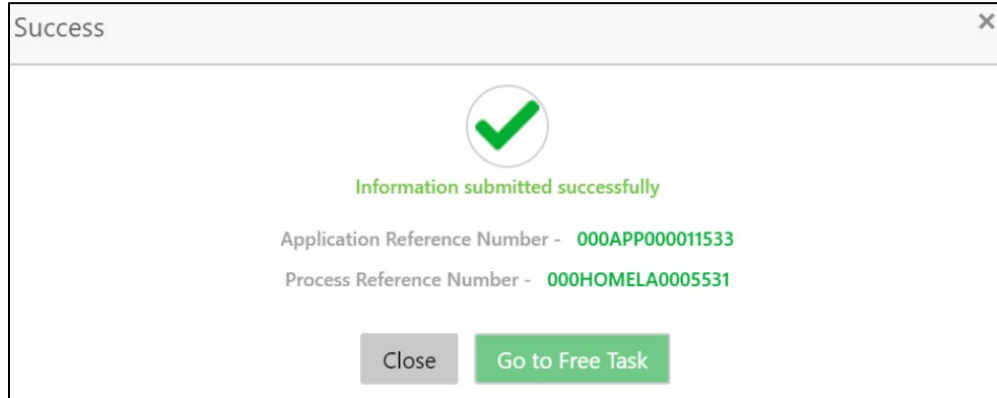 Success
Information submitted successfully
Application Reference Number - 000APP000011533
Process Reference Number - 000HOMELA0005531
Close Go to Free Task